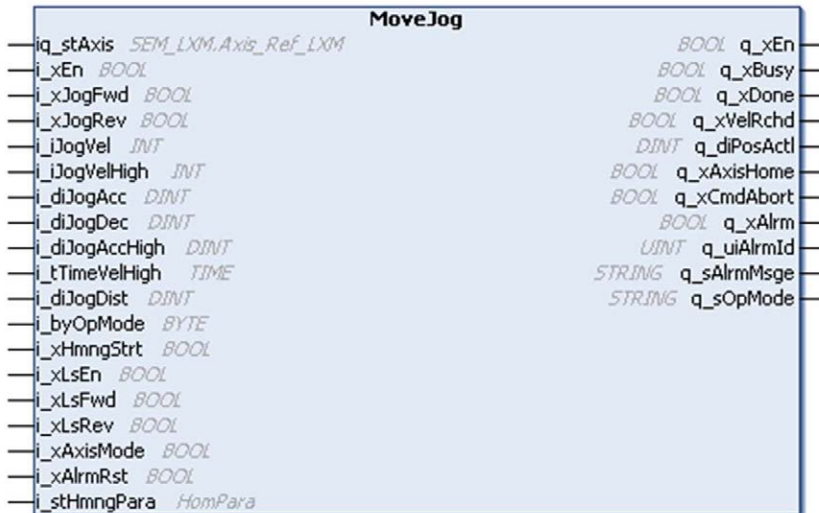 MoveJog
iq_stAxis SEM_LXM.Axis_Ref_LXM BOOL q_xEn
i_xEn BOOL BOOL q_xBusy
i_xJogFwd BOOL BOOL q_xDone
i_xJogRev BOOL BOOL q_xVelRchd
i_iJogVel INT DINT q_diPosActl
i_iJogVelHigh INT BOOL q_xAxisHome
i_diJogAcc DINT BOOL q_xCmdAbort
i_diJogDec DINT BOOL q_xAlrm
i_diJogAccHigh DINT UINT q_uiAlrmId
i_tTimeVelHigh TIME STRING q_sAlrmMsge
i_diJogDist DINT STRING q_sOpMode
i_byOpMode BYTE
i_xHmngStrt BOOL
i_xLsEn BOOL
i_xLsFwd BOOL
i_xLsRev BOOL
i_xAxisMode BOOL
i_xAlrmRst BOOL
i_stHmngPara HomPara